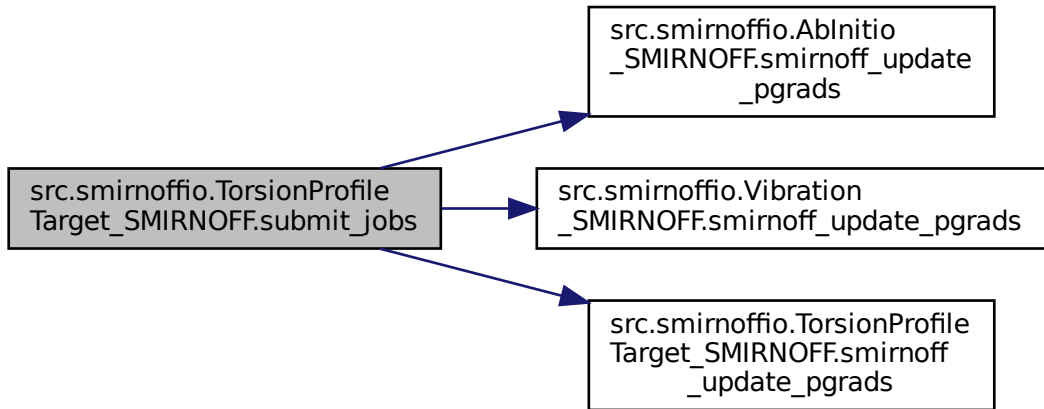 src.smirnoffio.AbInitio
_SMIRNOFF.smirnoff_update
_pgrads
src.smirnoffio.TorsionProfile
Target_SMIRNOFF.submit_jobs
src.smirnoffio.Vibration
_SMIRNOFF.smirnoff_update_pgrads
src.smirnoffio.TorsionProfile
Target_SMIRNOFF.smirnoff
_update_pgrads